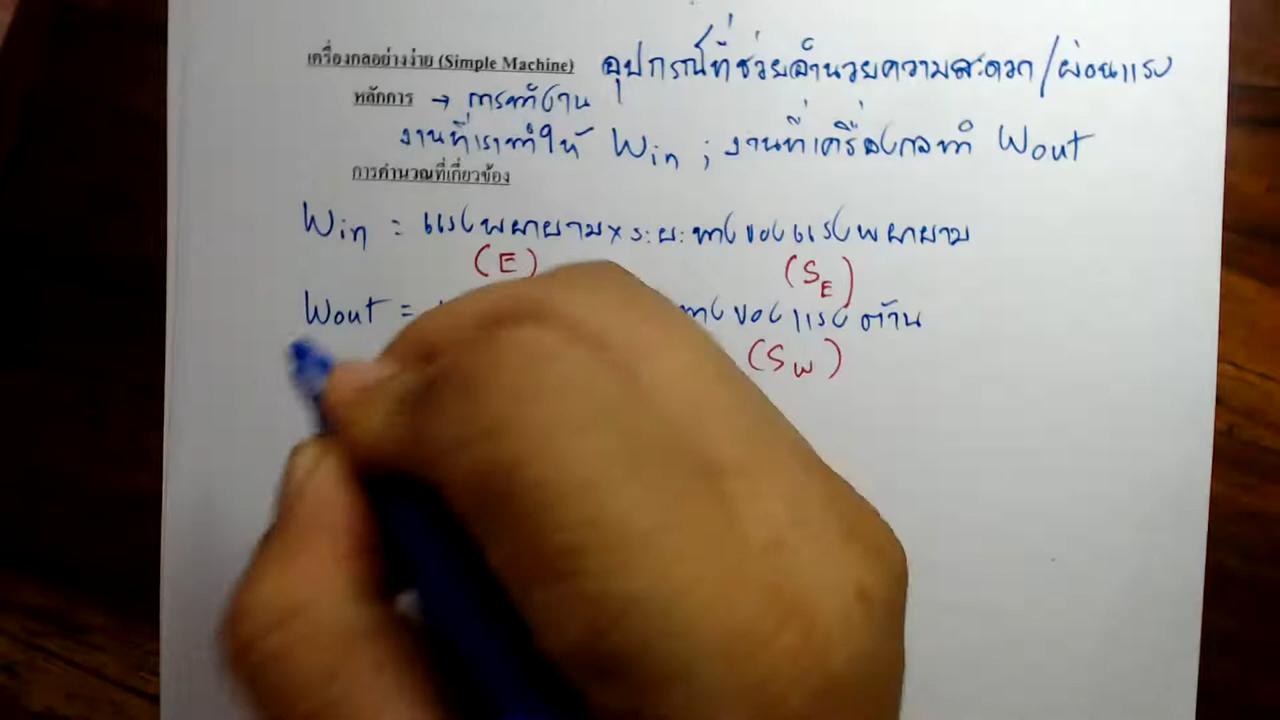 เครื่องกลอย่างง่าย (Simple Machine) อุปกรณ์ที่ช่วยอำนวยความสะดวก/ผ่อนแรง
หลักการ → การทำงาน
งานที่เราทำให้ Win ; งานที่เครื่องกลทำ Wout
การคำนวณที่เกี่ยวข้อง
Win = แรงพยายาม × ระยะทางของแรงพยายาม
(E) (SE)
Wout = ทางของแรงต้าน
(Sw)